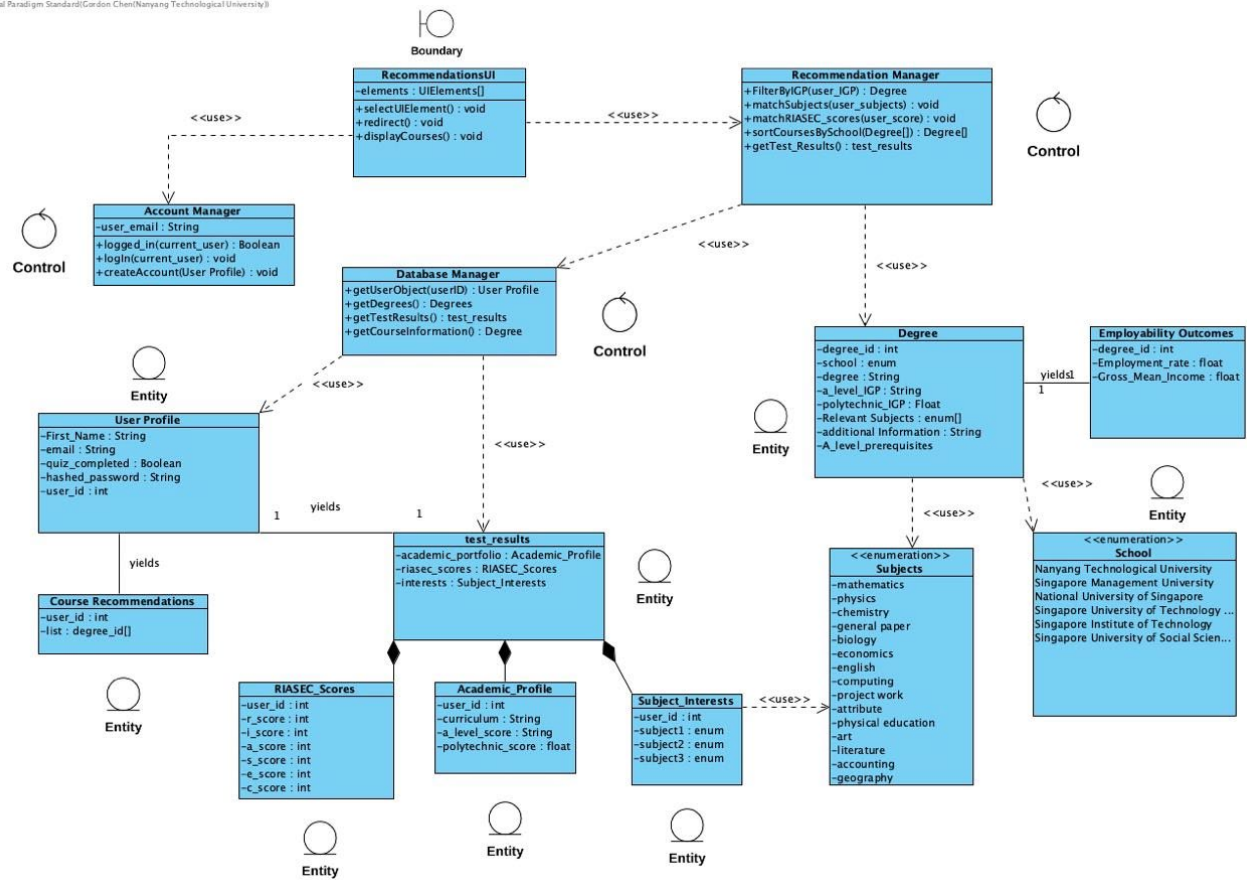 al Paradigm Standard(Gordon Chen(Nanyang Technological University))
Boundary
RecommendationsUI
-elements : UIElements[]
+selectUIElement() : void
+redirect() : void
+displayCourses() : void
<<use>>
<<use>>
Recommendation Manager
+FilterByIGP(user_IGP) : Degree
+matchSubjects(user_subjects) : void
+matchRIASEC_scores(user_score) : void
+sortCoursesBySchool(Degree[]) : Degree[]
+getTest_Results() : test_results
Control
Control
Account Manager
-user_email : String
+logged_in(current_user) : Boolean
+logIn(current_user) : void
+createAccount(User Profile) : void
<<use>>
<<use>>
Database Manager
+getUserObject(userID) : User Profile
+getDegrees() : Degrees
+getTestResults() : test_results
+getCourseInformation() : Degree
Control
Entity
<<use>>
<<use>>
Degree
-degree_id : int
-school : enum
-degree : String
-a_level_IGP : String
-polytechnic_IGP : Float
-Relevant Subjects : enum[]
-additional Information : String
-A_level_prerequisites
yields1
1
Employability Outcomes
-degree_id : int
-Employment_rate : float
-Gross_Mean_Income : float
Entity
Entity
User Profile
-First_Name : String
-email : String
-quiz_completed : Boolean
-hashed_password : String
-user_id : int
1
yields
1
yields
<<use>>
<<use>>
test_results
-academic_portfolio : Academic_Profile
-riasec_scores : RIASEC_Scores
-interests : Subject_Interests
Entity
Course Recommendations
-user_id : int
-list : degree_id[]
Entity
<<enumeration>>
Subjects
-mathematics
-physics
-chemistry
-general paper
-biology
-economics
-english
-computing
-project work
-attribute
-physical education
-art
-literature
-accounting
-geography
<<enumeration>>
School
Nanyang Technological University
Singapore Management University
National University of Singapore
Singapore University of Technology ...
Singapore Institute of Technology
Singapore University of Social Scien...
RIASEC_Scores
-user_id : int
-r_score : int
-i_score : int
-a_score : int
-s_score : int
-e_score : int
-c_score : int
Entity
Academic_Profile
-user_id : int
-curriculum : String
-a_level_score : String
-polytechnic_score : float
Entity
Subject_Interests
-user_id : int
-subject1 : enum
-subject2 : enum
-subject3 : enum
<<use>>
Entity